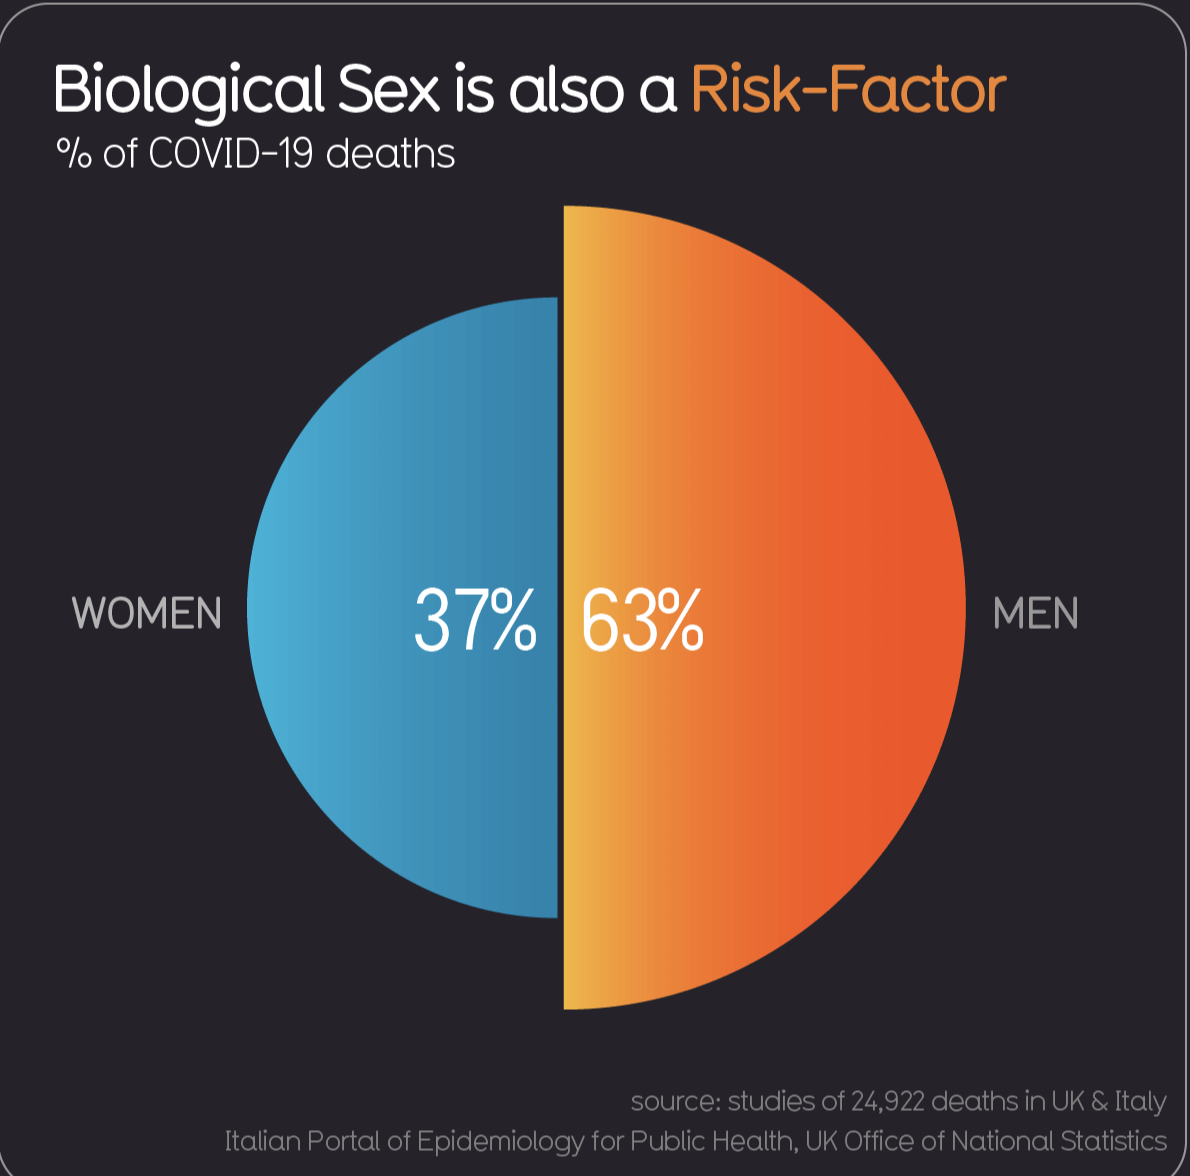 Biological Sex is also a Risk-Factor
% of COVID-19 deaths
WOMEN 37% 63% MEN
source: studies of 24,922 deaths in UK & Italy
Italian Portal of Epidemiology for Public Health, UK Office of National Statistics